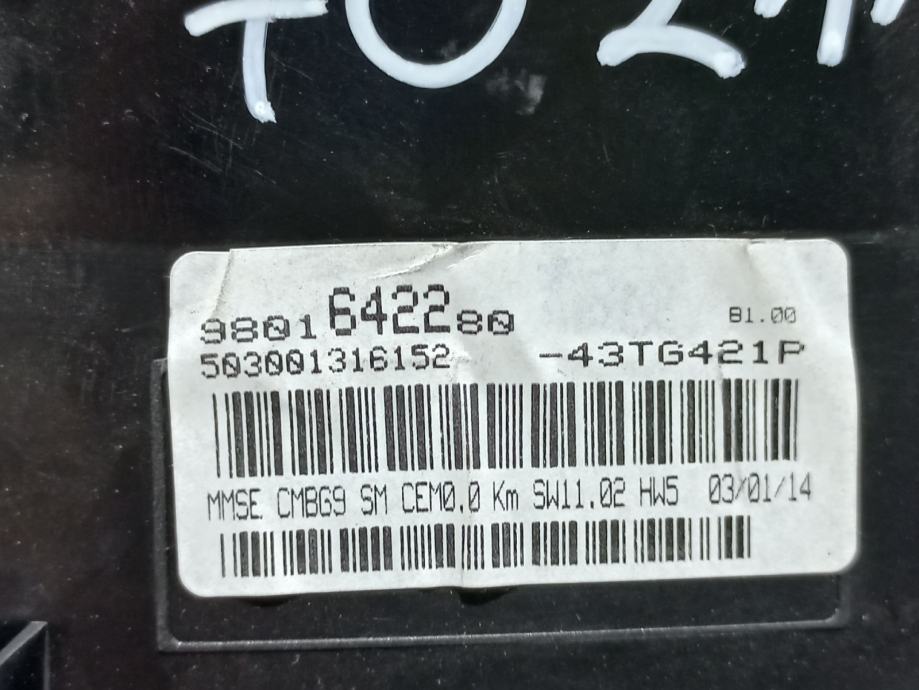 9801642280
81.00
503001316152 -43TG421P
MMSE CMBG9 SM CEM0.0 Km SW11.02 HW5 03/01/14